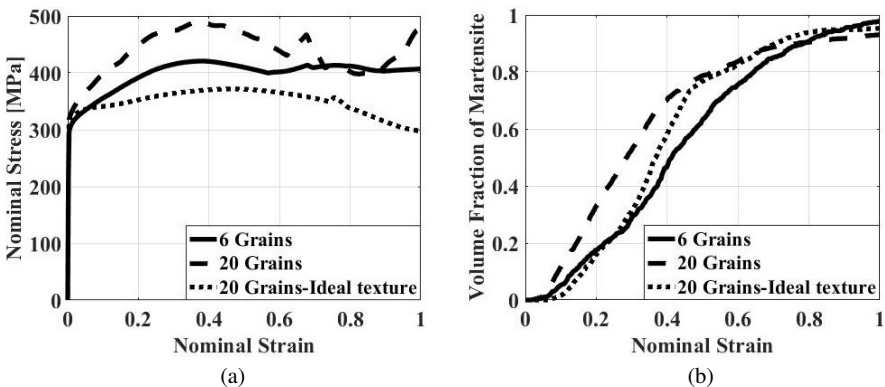 500
400
300
200
100
0
Nominal Stress [MPa]
6 Grains
20 Grains
20 Grains-Ideal texture
0 0.2 0.4 0.6 0.8 1
Nominal Strain
(a)
1
0.8
0.6
0.4
0.2
0
Volume Fraction of Martensite
6 Grains
20 Grains
20 Grains-Ideal texture
0 0.2 0.4 0.6 0.8 1
Nominal Strain
(b)